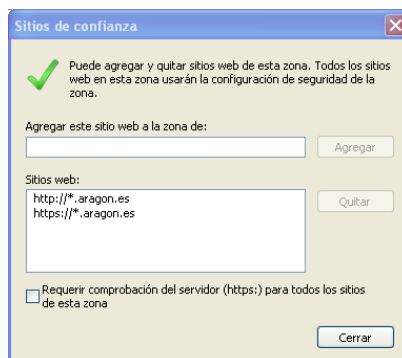 Sitios de confianza
Puede agregar y quitar sitios web de esta zona. Todos los sitios
web en esta zona usarán la configuración de seguridad de la
zona.
Agregar este sitio web a la zona de:
Agregar
Sitios web:
http://*.aragon.es
https://*.aragon.es
Quitar
Requerir comprobación del servidor (https:) para todos los sitios
de esta zona
Cerrar